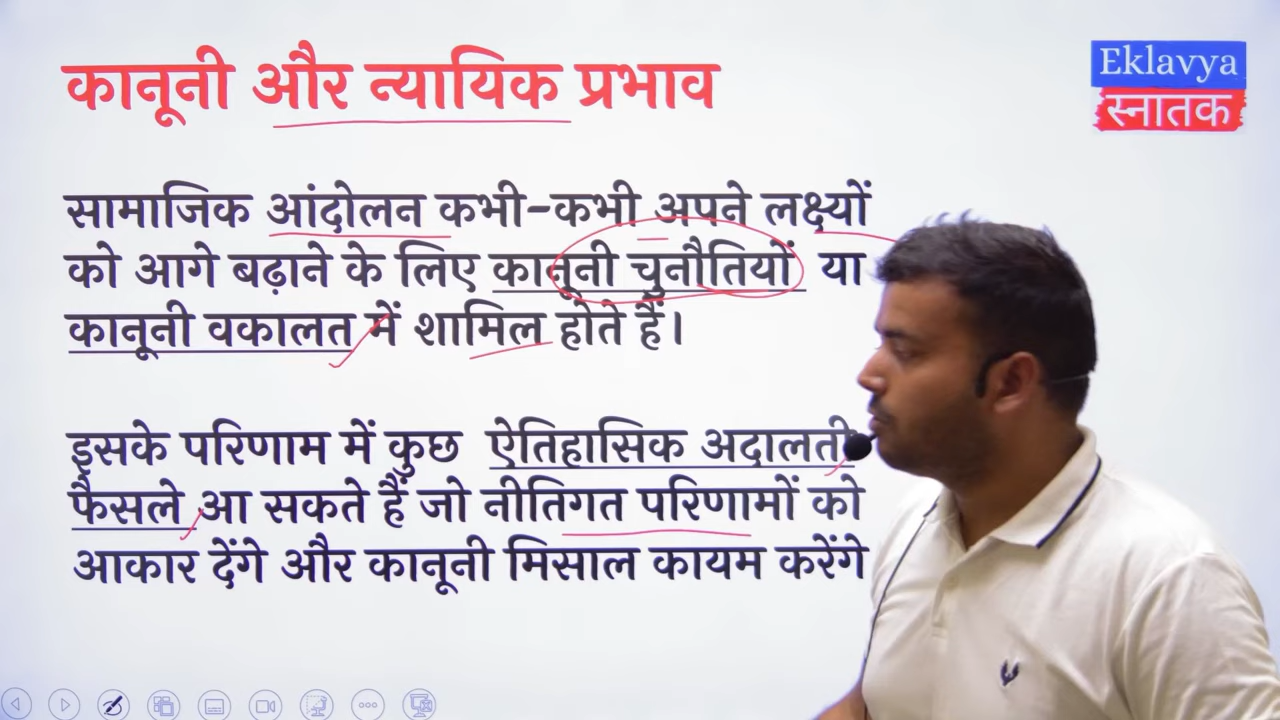 कानूनी और न्यायिक प्रभाव
Eklavya
स्नातक
सामाजिक आंदोलन कभी-कभी अपने लक्ष्यों
को आगे बढ़ाने के लिए कानूनी चुनौतियों या
कानूनी वकालत में शामिल होते हैं।
इसके परिणाम में कुछ ऐतिहासिक अदालती
फैसले आ सकते हैं जो नीतिगत परिणामों को
आकार देंगे और कानूनी मिसाल कायम करेंगे